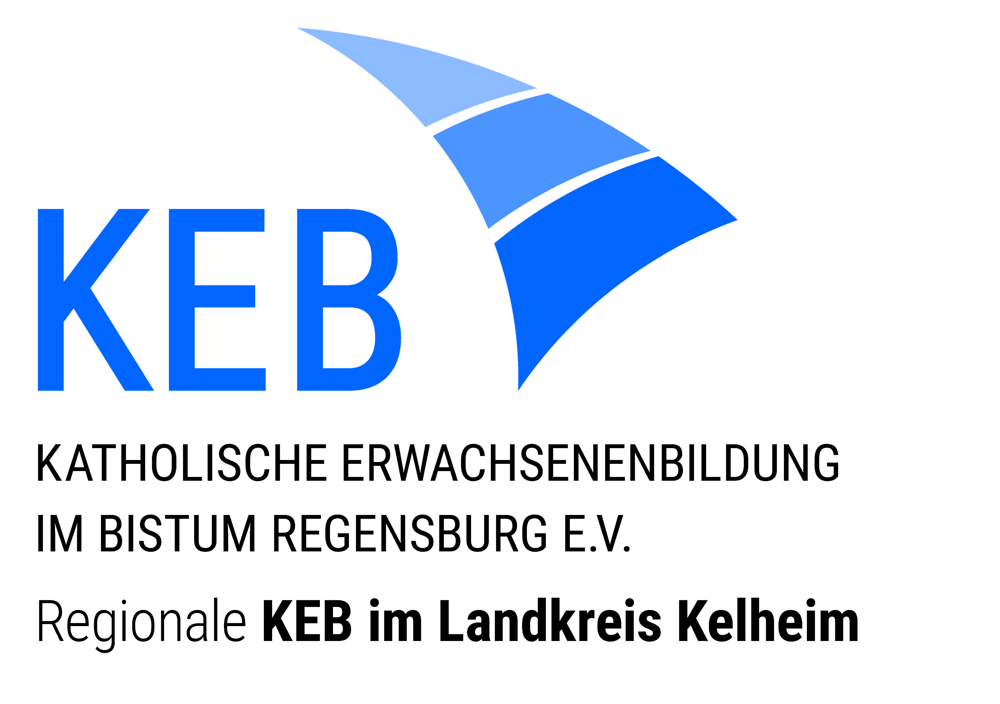 KEB
KATHOLISCHE ERWACHSENENBILDUNG
IM BISTUM REGENSBURG E.V.
Regionale KEB im Landkreis Kelheim